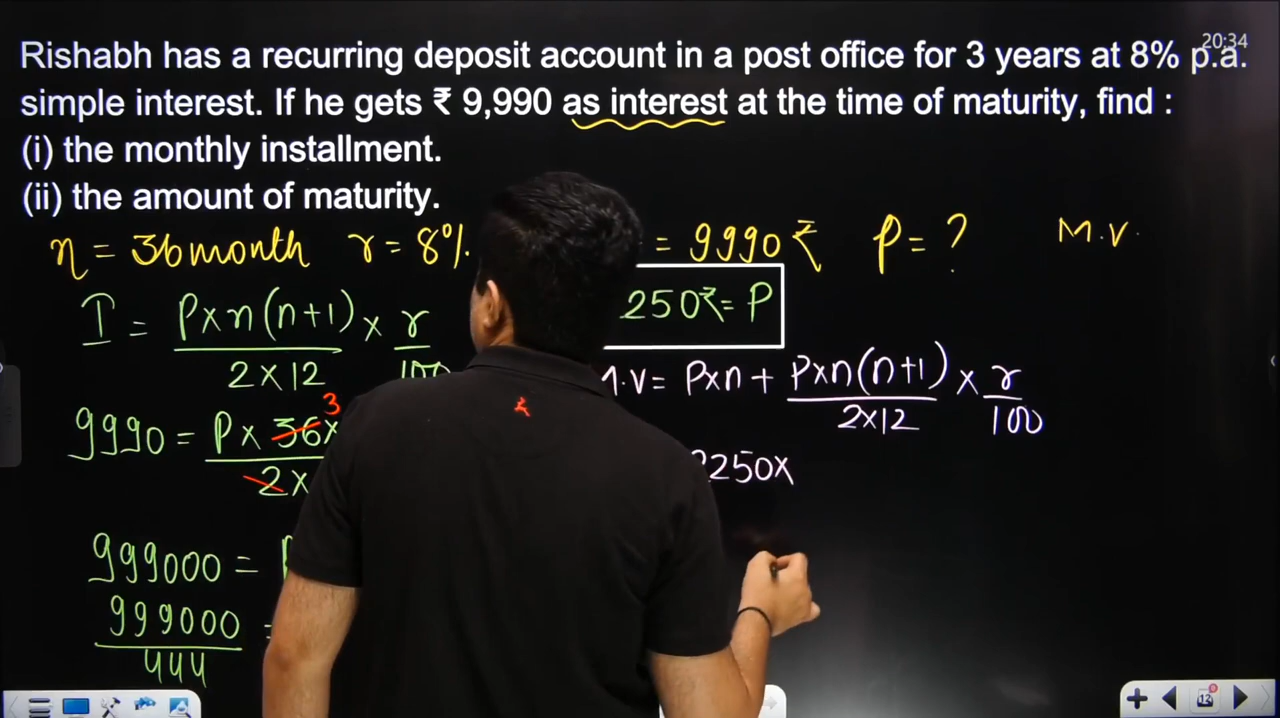 20:34
Rishabh has a recurring deposit account in a post office for 3 years at 8% p.a.
simple interest. If he gets ₹ 9,990 as interest at the time of maturity, find :
(i) the monthly installment.
(ii) the amount of maturity.
n = 36 month r = 8% = 9990 ₹ P = ? M.V.
I = P×n(n+1) × r
2×12 100
250₹ = P
.V = P×n + P×n(n+1) × r
2×12 100
3
9990 = P× 36×
2×
2250×
999000 =
999000 =
444
12